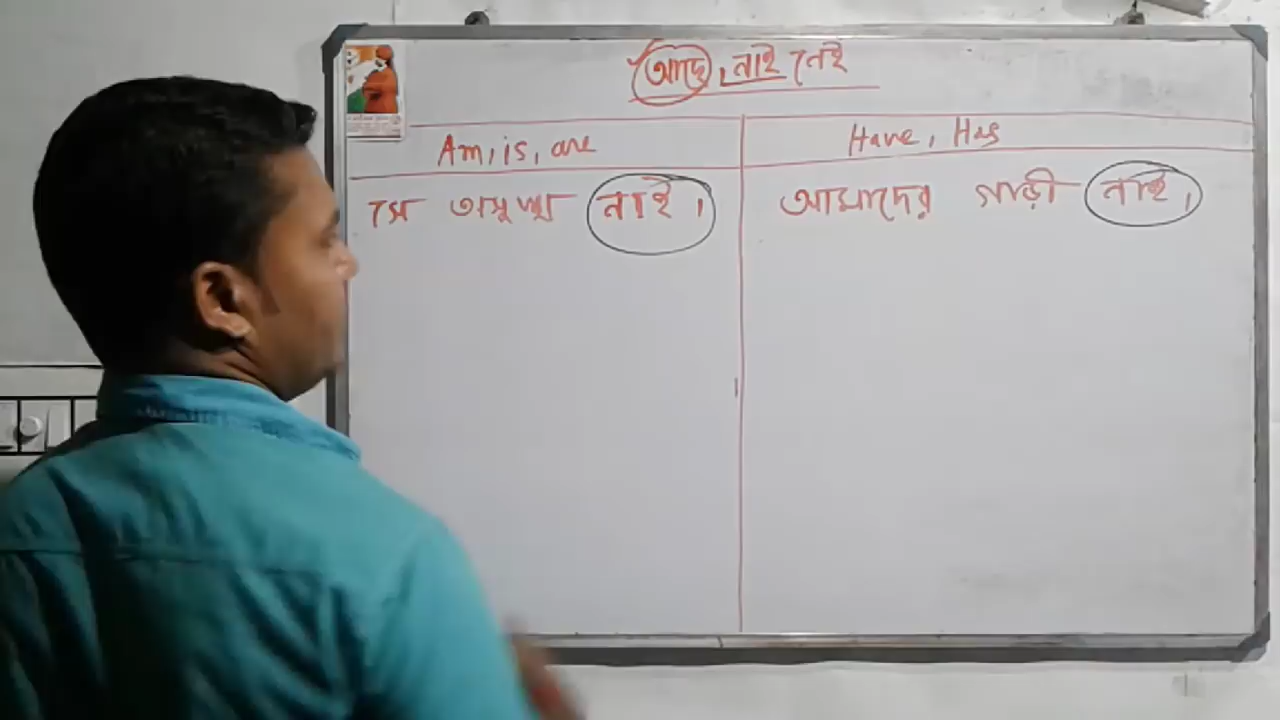 আছে, নাই নেই
Am, is, are
Have, Has
সে অসুস্থ নাই।
আমাদের গাড়ী নাই।